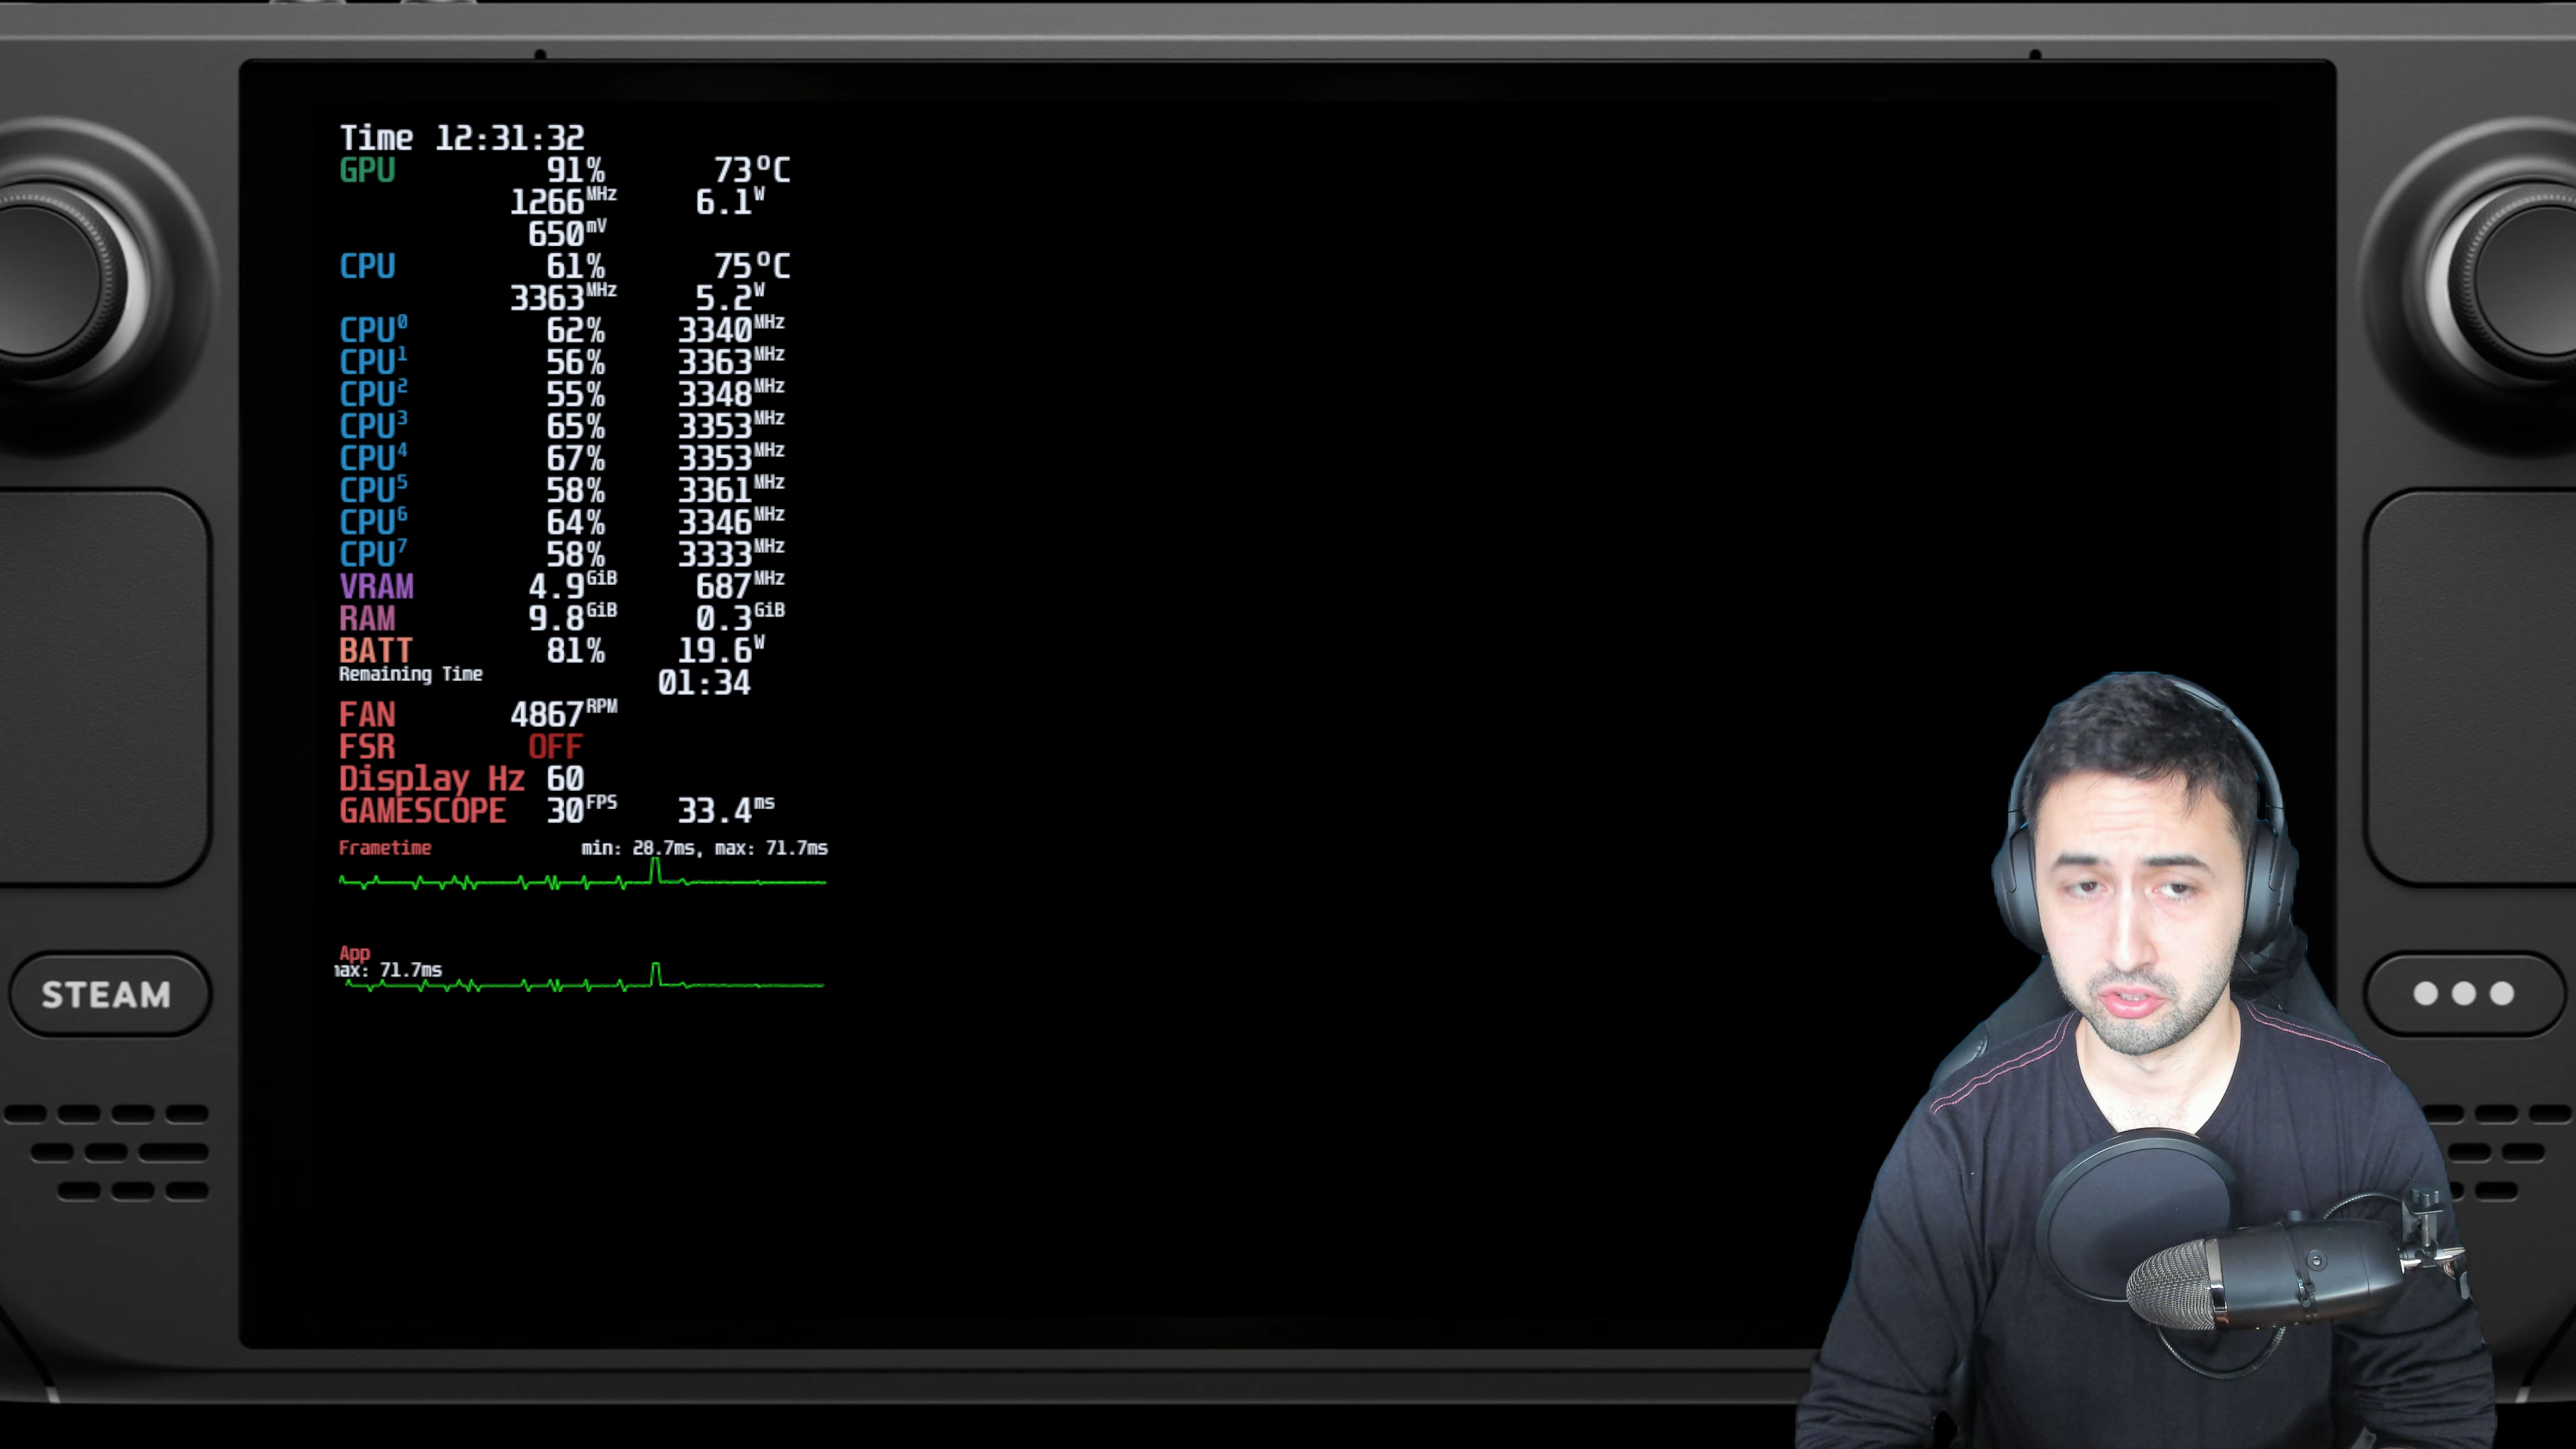 Time 12:31:32
GPU 91% 73°C
1266MHz 6.1W
650mV
CPU 61% 75°C
3363MHz 5.2W
CPU0 62% 3340MHz
CPU1 56% 3363MHz
CPU2 55% 3348MHz
CPU3 65% 3353MHz
CPU4 67% 3353MHz
CPU5 58% 3361MHz
CPU6 64% 3346MHz
CPU7 58% 3333MHz
VRAM 4.9GiB 687MHz
RAM 9.8GiB 0.3GiB
BATT 81% 19.6W
Remaining Time 01:34
FAN 4867RPM
FSR OFF
Display Hz 60
GAMESCOPE 30FPS 33.4ms
Frametime min: 28.7ms, max: 71.7ms
App
max: 71.7ms
STEAM